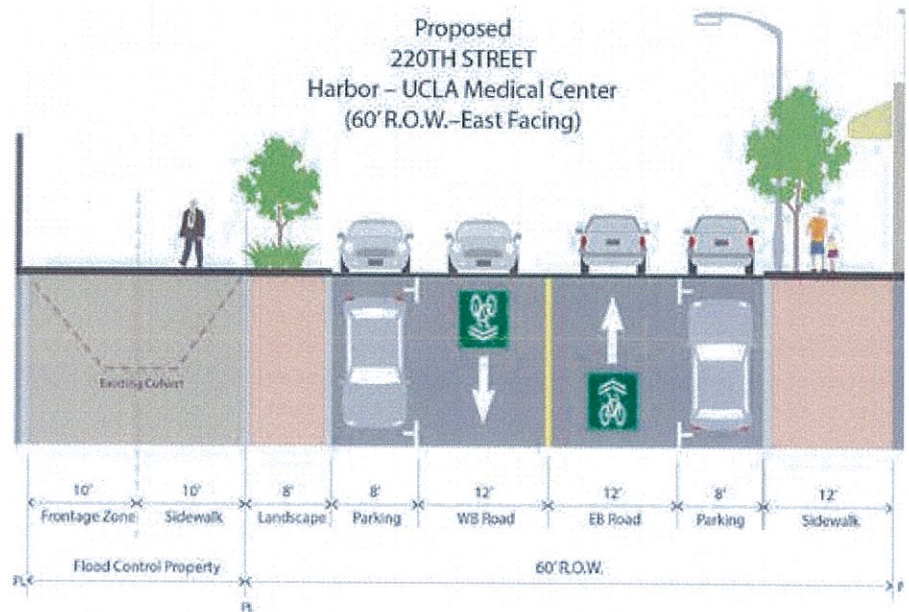 Proposed
220TH STREET
Harbor – UCLA Medical Center
(60' R.O.W.–East Facing)
Existing Culvert
10' 10' 8' 8' 12' 12' 8' 12'
Frontage Zone Sidewalk Landscape Parking WB Road EB Road Parking Sidewalk
Flood Control Property 60' R.O.W.
PL
PL